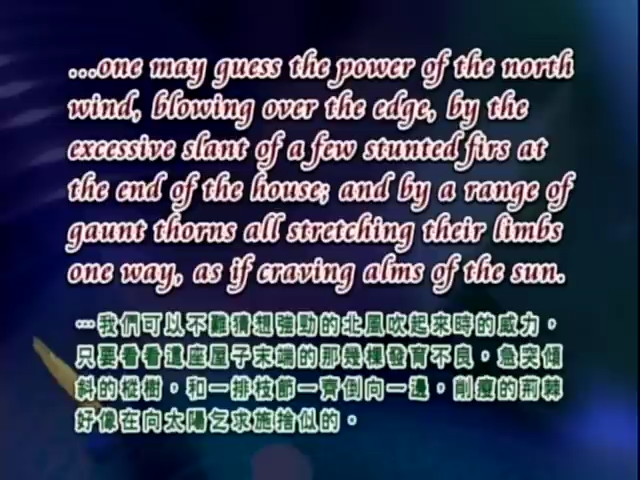 ...one may guess the power of the north
wind, blowing over the edge, by the
excessive slant of a few stunted firs at
the end of the house; and by a range of
gaunt thorns all stretching their limbs
one way, as if craving alms of the sun.
…我們可以不難猜想強勁的北風吹起來時的威力，
只要看看這座屋子末端的那幾棵發育不良，急突傾
斜的樅樹，和一排枝節一齊倒向一邊，削瘦的荊棘
好像在向太陽乞求施捨似的。